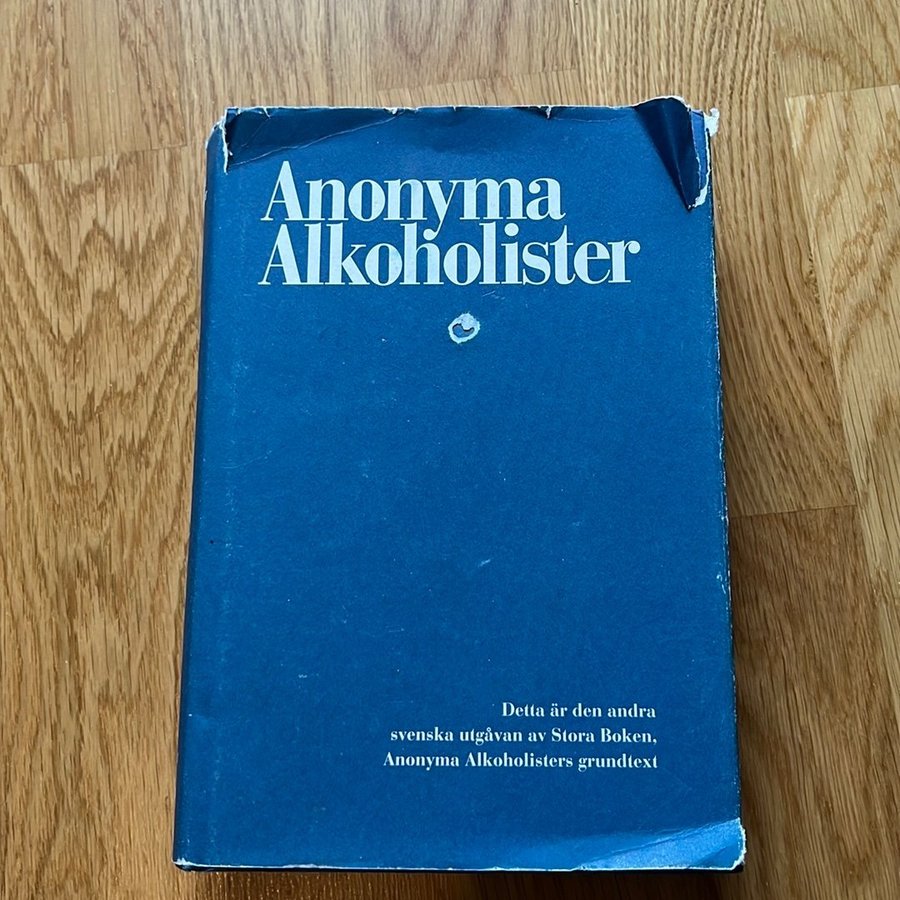 Anonyma
Alkoholister
Detta är den andra
svenska utgåvan av Stora Boken,
Anonyma Alkoholisters grundtext